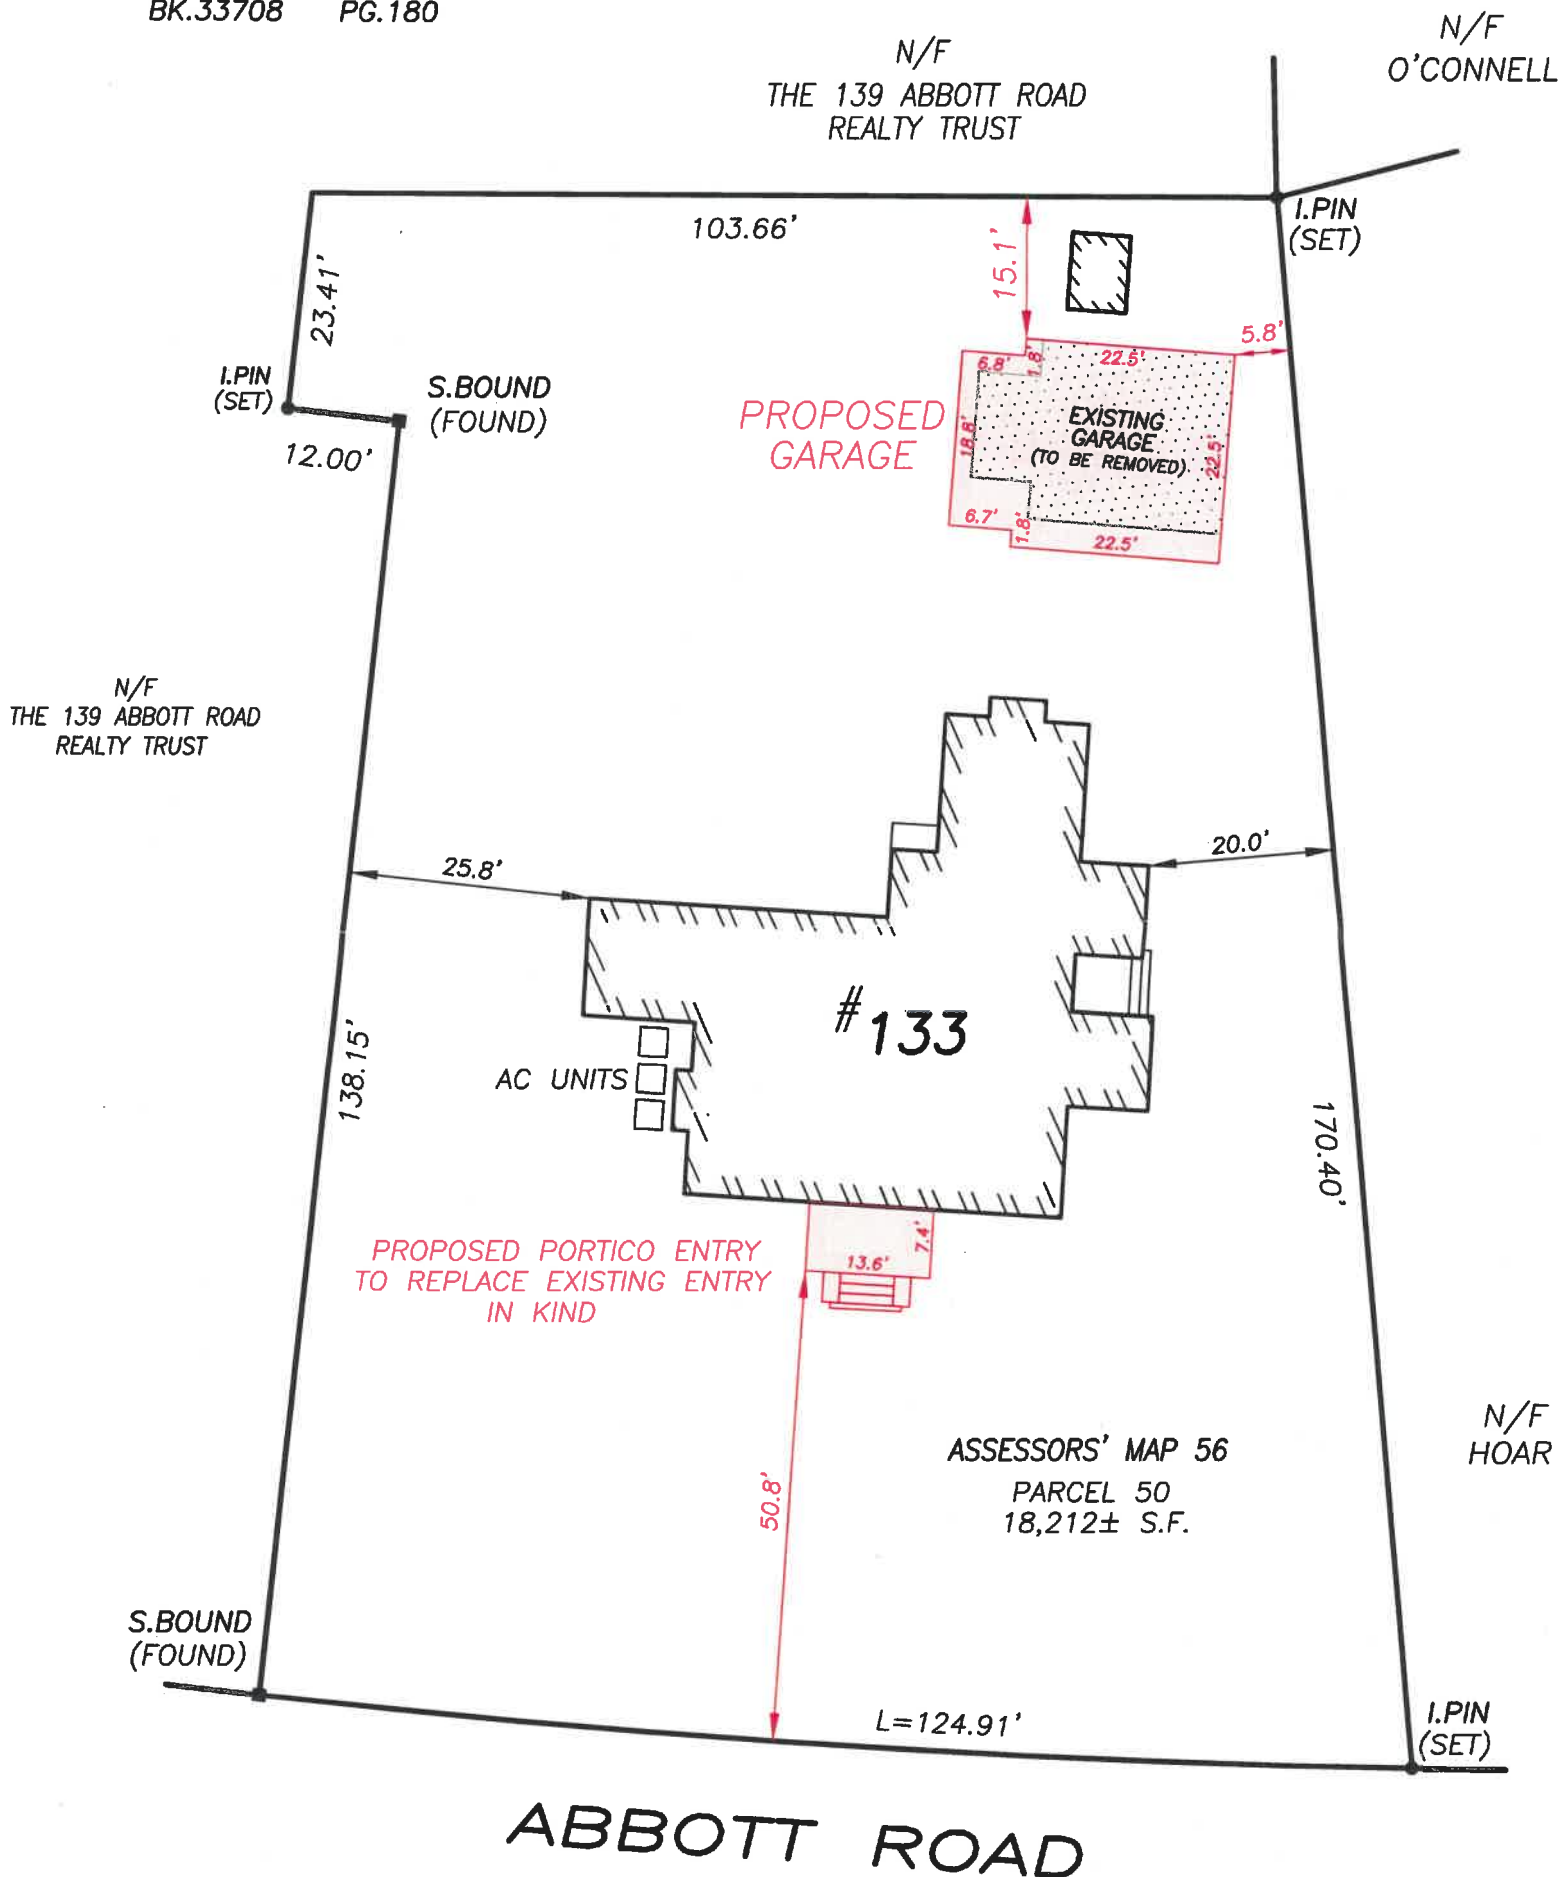 BK.33708 PG.180
N/F
O'CONNELL
N/F
THE 139 ABBOTT ROAD
REALTY TRUST
I.PIN
(SET)
103.66'
15.1'
23.41'
5.8'
I.PIN
(SET)
S.BOUND
(FOUND)
12.00'
PROPOSED
GARAGE
6.8'
1.8'
22.5'
18.8'
EXISTING
GARAGE
(TO BE REMOVED)
22.5'
6.7'
1.8'
22.5'
N/F
THE 139 ABBOTT ROAD
REALTY TRUST
25.8'
20.0'
#133
AC UNITS
138.15'
170.40'
PROPOSED PORTICO ENTRY
TO REPLACE EXISTING ENTRY
IN KIND
13.6'
7.4'
50.8'
ASSESSORS' MAP 56
PARCEL 50
18,212± S.F.
N/F
HOAR
S.BOUND
(FOUND)
L=124.91'
I.PIN
(SET)
ABBOTT ROAD